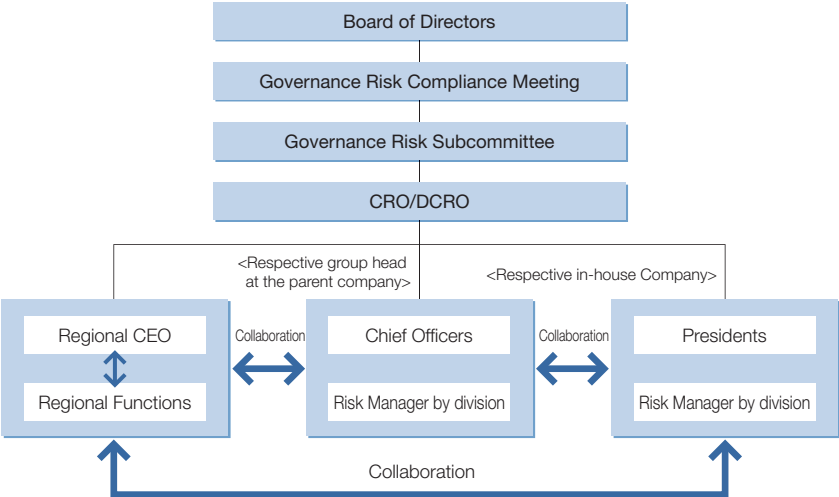 Board of Directors
Governance Risk Compliance Meeting
Governance Risk Subcommittee
CRO/DCRO
<Respective group head
at the parent company>
<Respective in-house Company>
Regional CEO
Collaboration
Chief Officers
Collaboration
Presidents
Regional Functions
Risk Manager by division
Risk Manager by division
Collaboration